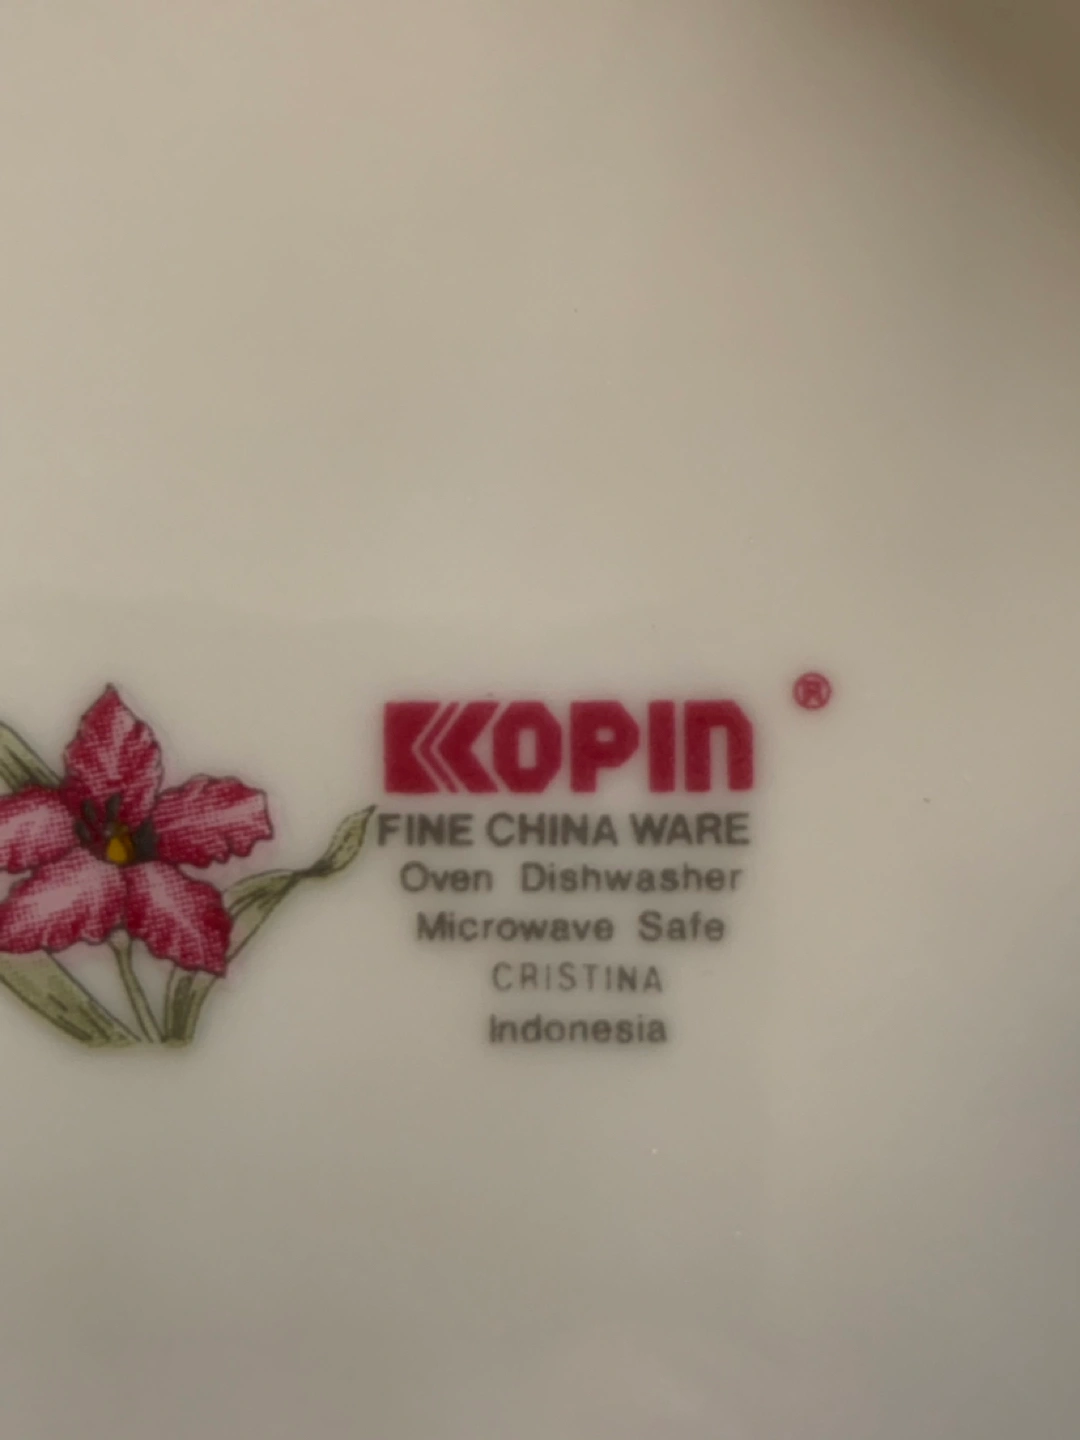 KOPIN ®
FINE CHINA WARE
Oven Dishwasher
Microwave Safe
CRISTINA
Indonesia